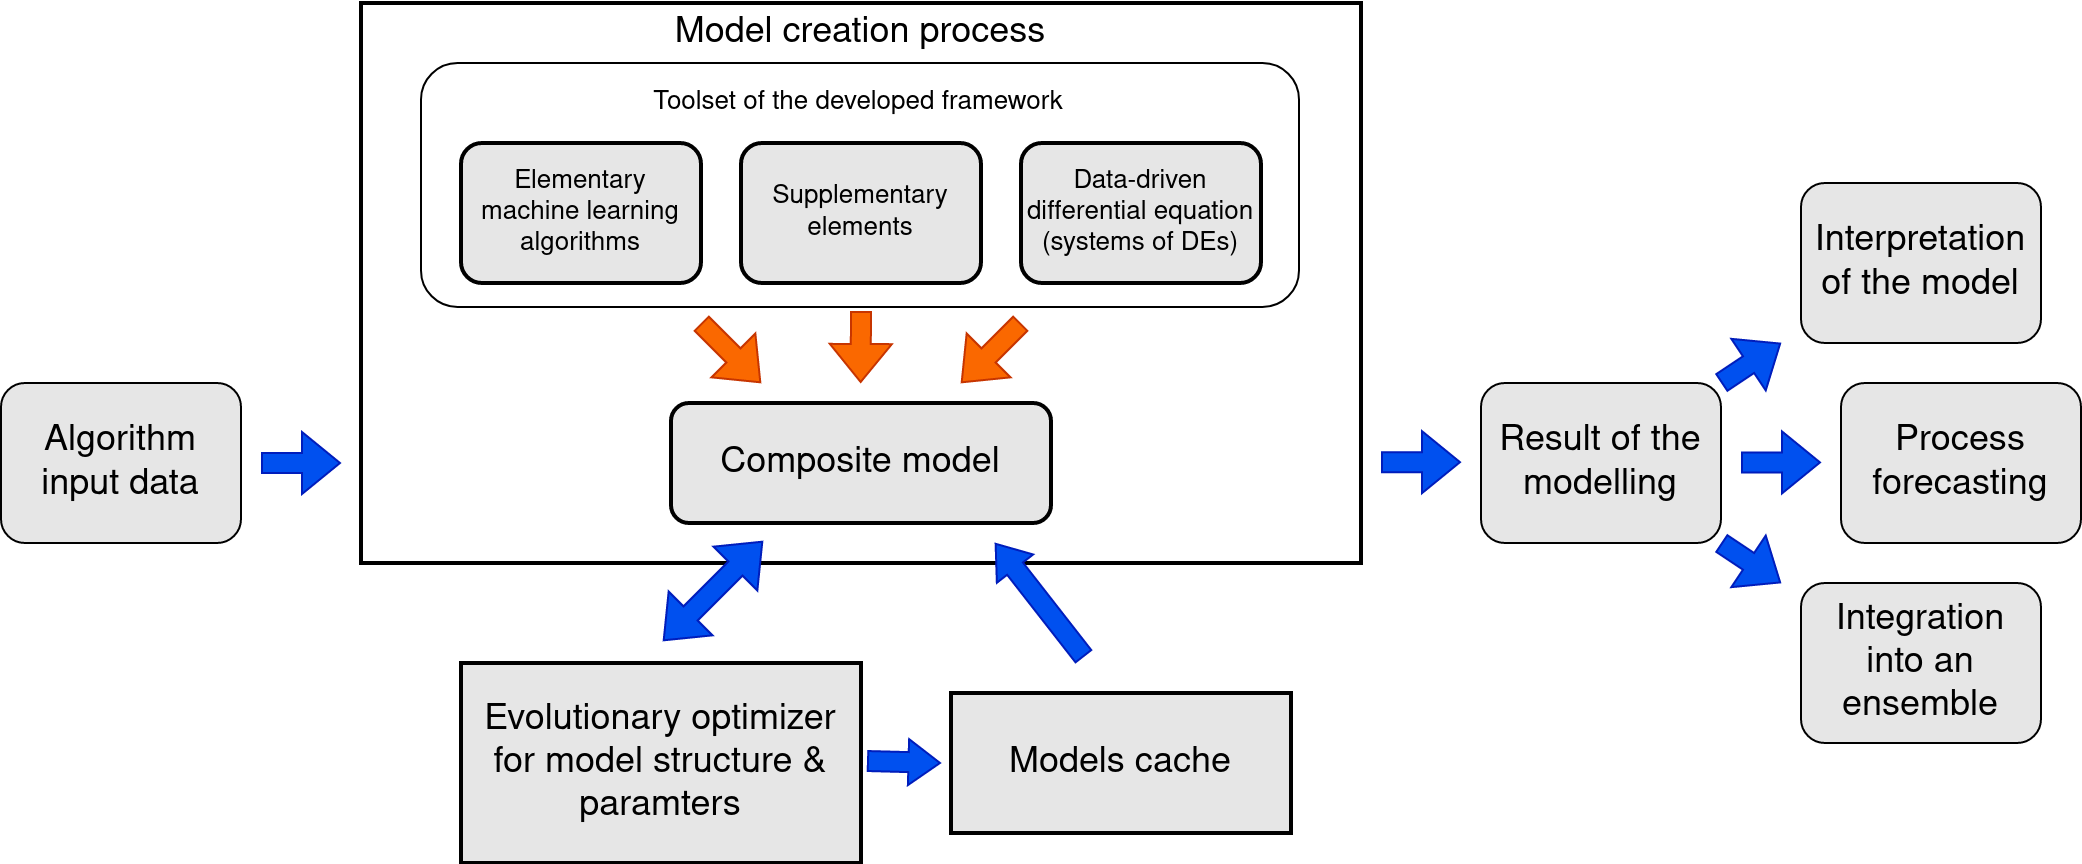 Model creation process
Toolset of the developed framework
Elementary
machine learning
algorithms
Supplementary
elements
Data-driven
differential equation
(systems of DEs)
Composite model
Algorithm
input data
Evolutionary optimizer
for model structure &
paramters
Models cache
Result of the
modelling
Interpretation
of the model
Process
forecasting
Integration
into an
ensemble